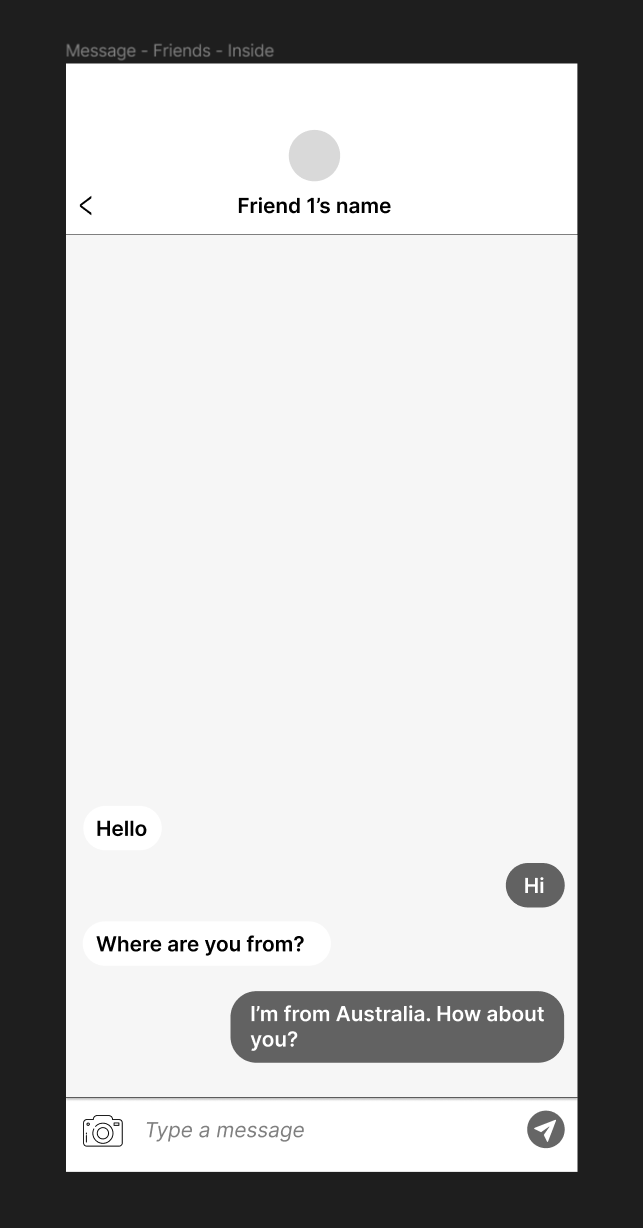 Message - Friends - Inside
Friend 1’s name
Hello
Hi
Where are you from?
I’m from Australia. How about
you?
Type a message